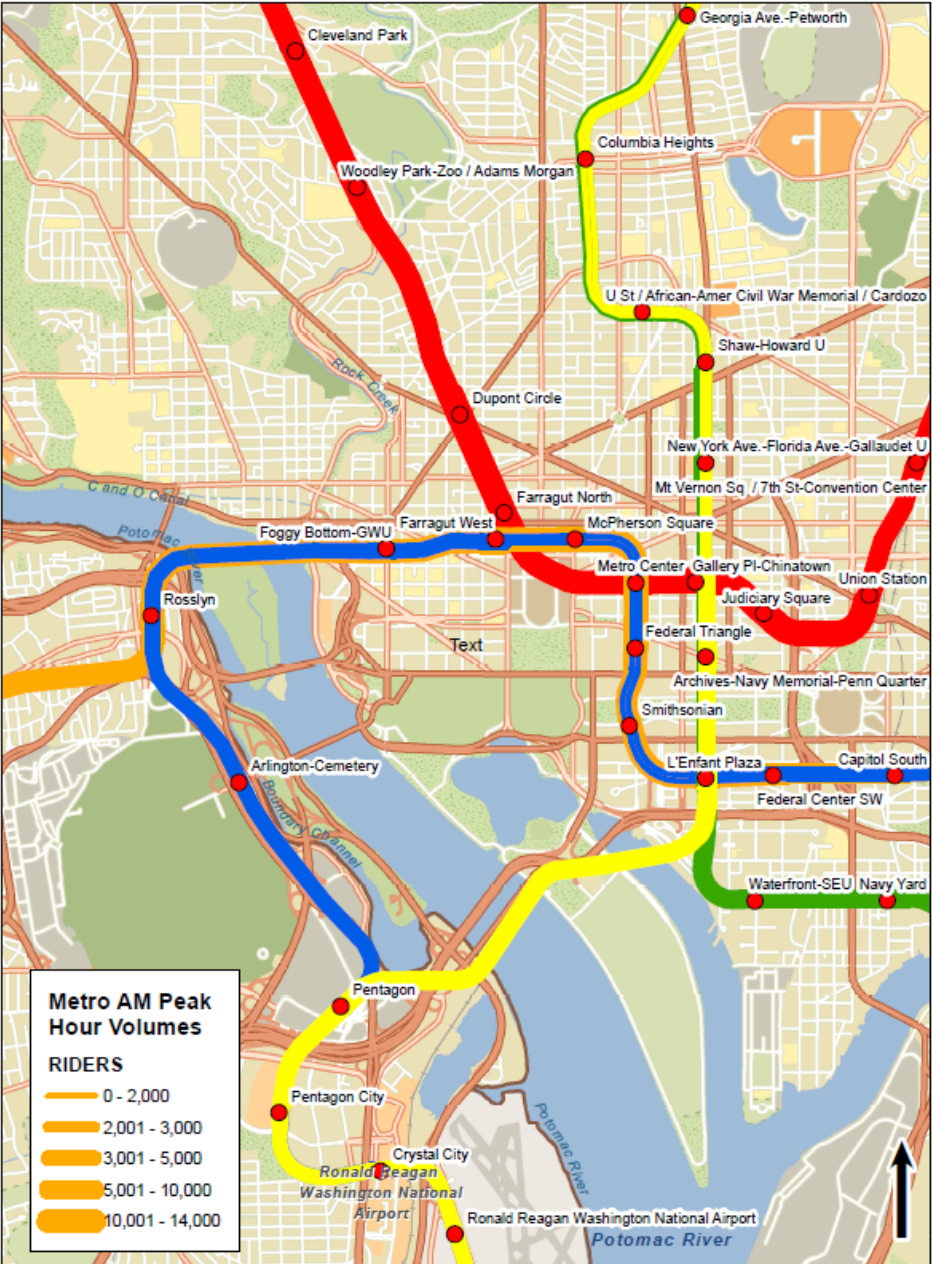 Georgia Ave.-Petworth
Cleveland Park
Columbia Heights
Woodley Park-Zoo / Adams Morgan
U St / African-Amer Civil War Memorial / Cardozo
Shaw-Howard U
Rock Creek
Dupont Circle
New York Ave.-Florida Ave.-Gallaudet U
Mt Vernon Sq / 7th St-Convention Center
C and O Canal
Farragut North
Potomac River
Foggy Bottom-GWU
Farragut West
McPherson Square
Metro Center
Gallery Pl-Chinatown
Union Station
Rosslyn
Judiciary Square
Text
Federal Triangle
Archives-Navy Memorial-Penn Quarter
Smithsonian
Arlington-Cemetery
L'Enfant Plaza
Capitol South
Federal Center SW
Boundary Channel
Waterfront-SEU
Navy Yard
Pentagon
Metro AM Peak
Hour Volumes
RIDERS
0 - 2,000
2,001 - 3,000
3,001 - 5,000
5,001 - 10,000
10,001 - 14,000
Pentagon City
Potomac River
Crystal City
Ronald Reagan
Washington National
Airport
Ronald Reagan Washington National Airport
Potomac River